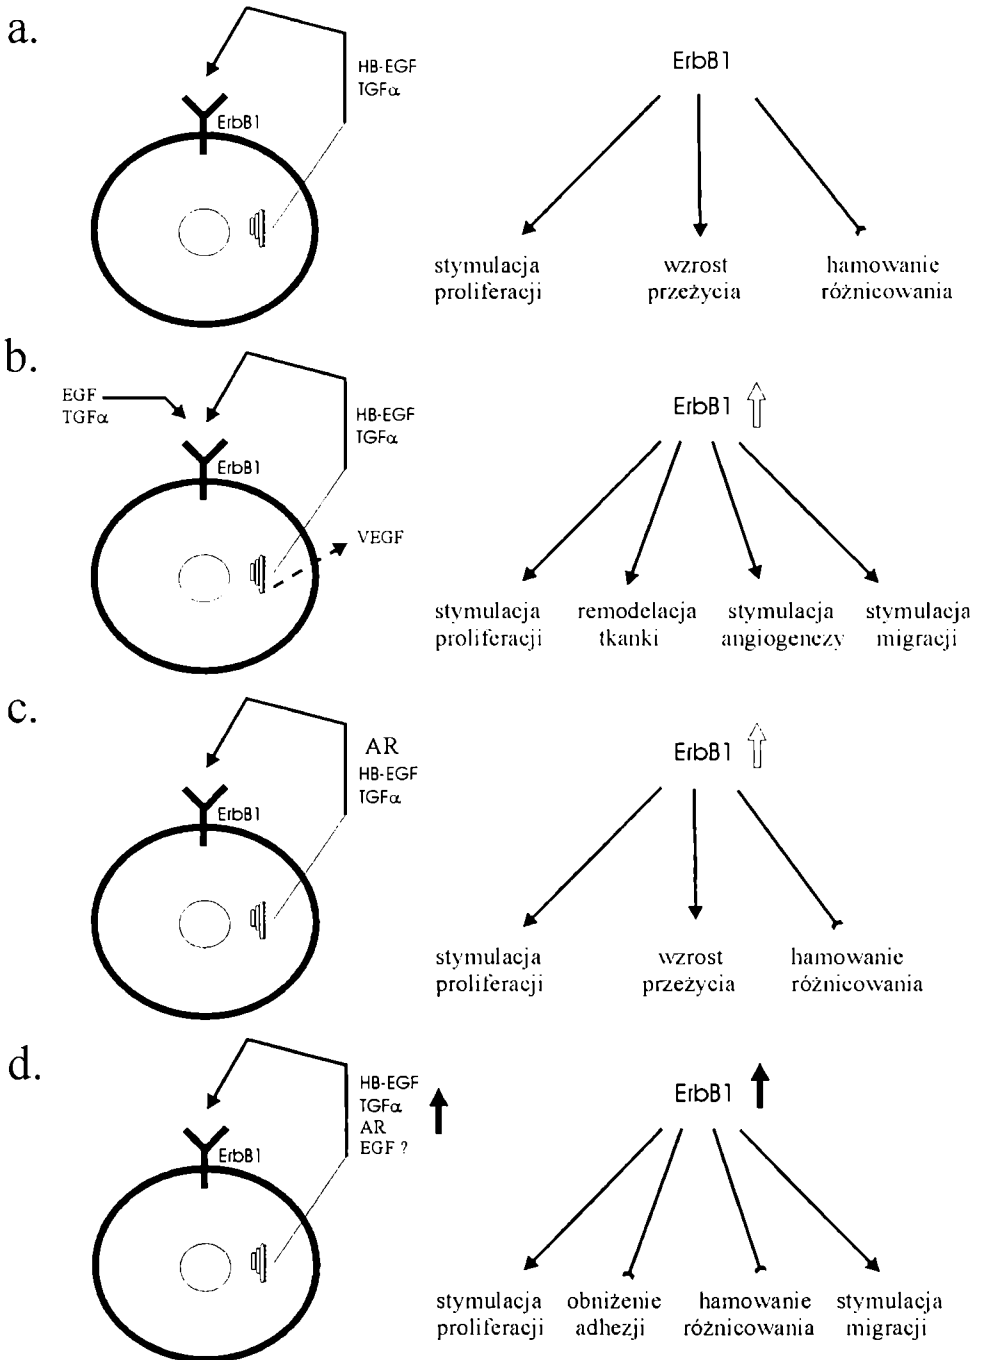 a.
HB-EGF
TGFα
ErbB1
ErbB1
stymulacja
proliferacji
wzrost
przeżycia
hamowanie
różnicowania
b.
EGF
TGFα
HB-EGF
TGFα
ErbB1
VEGF
ErbB1
stymulacja
proliferacji
remodelacja
tkanki
stymulacja
angiogenezy
stymulacja
migracji
c.
AR
HB-EGF
TGFα
ErbB1
ErbB1
stymulacja
proliferacji
wzrost
przeżycia
hamowanie
różnicowania
d.
HB-EGF
TGFα
AR
EGF ?
ErbB1
ErbB1
stymulacja
proliferacji
obniżenie
adhezji
hamowanie
różnicowania
stymulacja
migracji